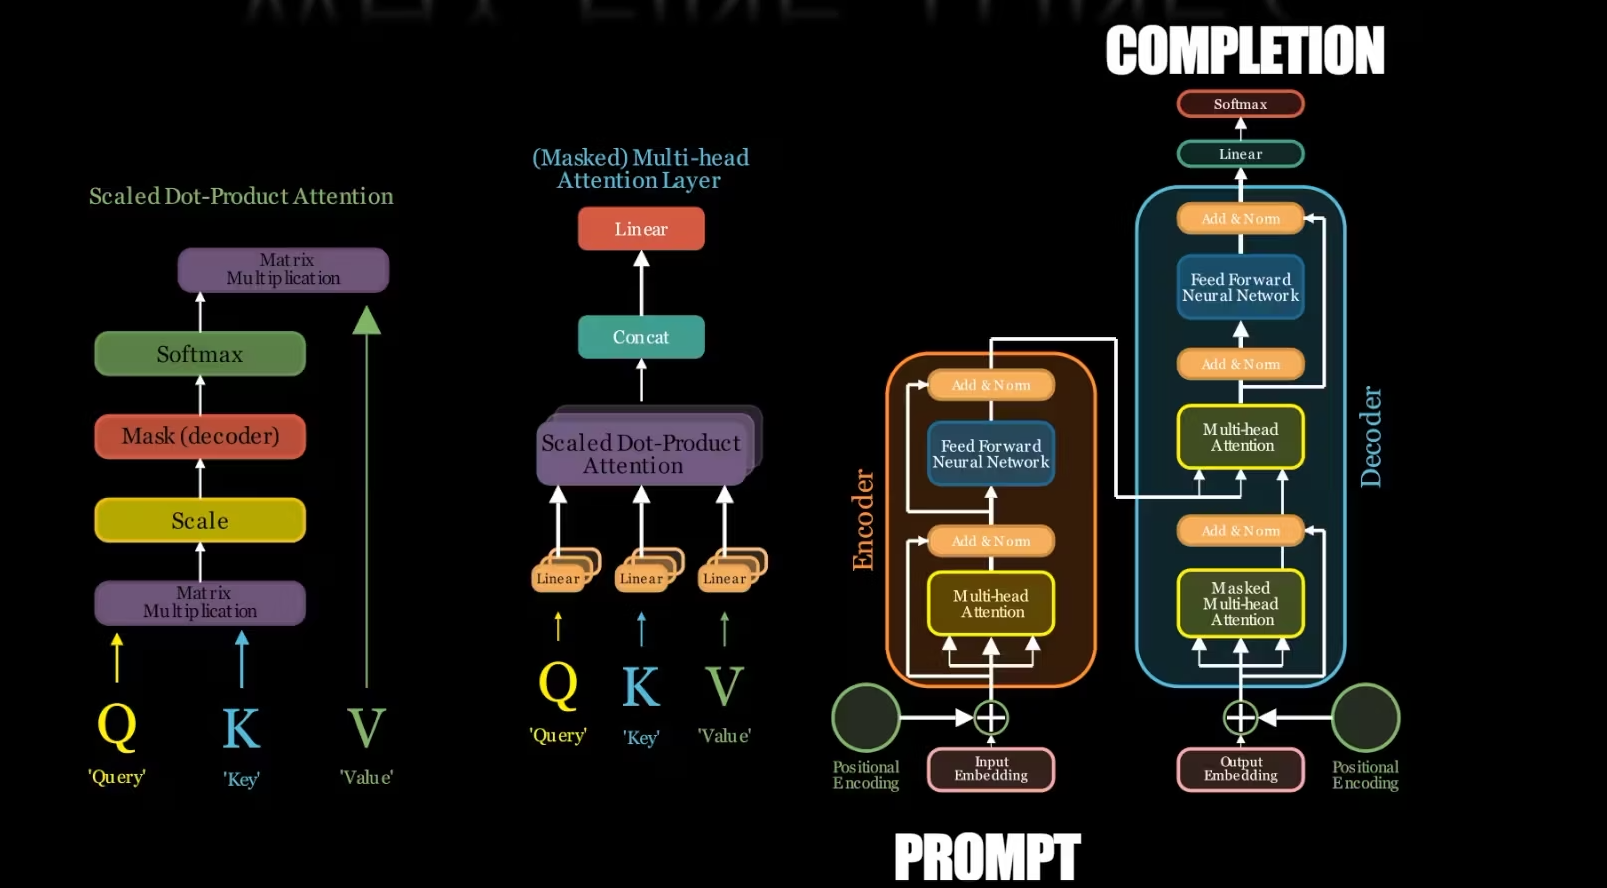 COMPLETION
Softmax
Linear
Add & Norm
Feed Forward
Neural Network
Add & Norm
Multi-head
Attention
Add & Norm
Masked
Multi-head
Attention
Decoder
Output
Embedding
Positional
Encoding
(Masked) Multi-head
Attention Layer
Linear
Concat
Scaled Dot-Product
Attention
Linear
Linear
Linear
Q
K
V
'Query'
'Key'
'Value'
Scaled Dot-Product Attention
Matrix
Multiplication
Softmax
Mask (decoder)
Scale
Matrix
Multiplication
Q
K
V
'Query'
'Key'
'Value'
Encoder
Add & Norm
Feed Forward
Neural Network
Add & Norm
Multi-head
Attention
Positional
Encoding
Input
Embedding
PROMPT